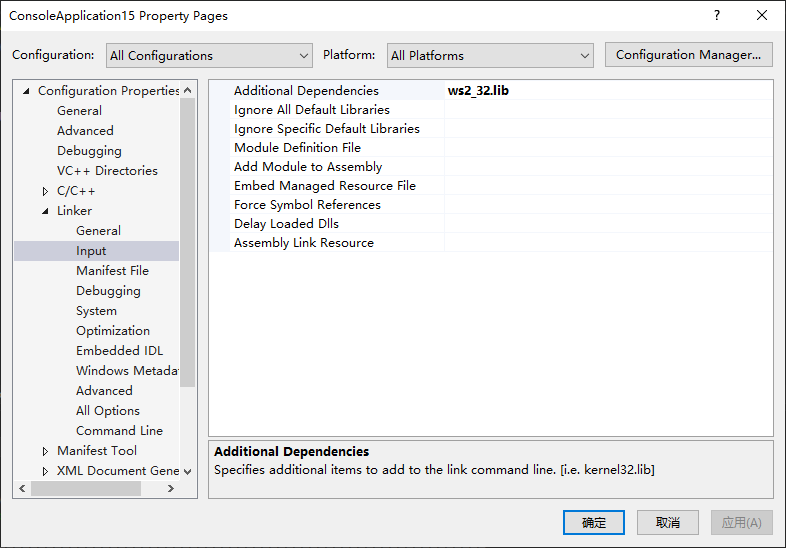 ConsoleApplication15 Property Pages
Configuration: All Configurations Platform: All Platforms Configuration Manager...
Configuration Properties
General
Advanced
Debugging
VC++ Directories
C/C++
Linker
General
Input
Manifest File
Debugging
System
Optimization
Embedded IDL
Windows Metada
Advanced
All Options
Command Line
Manifest Tool
XML Document Gene
Additional Dependencies ws2_32.lib
Ignore All Default Libraries
Ignore Specific Default Libraries
Module Definition File
Add Module to Assembly
Embed Managed Resource File
Force Symbol References
Delay Loaded Dlls
Assembly Link Resource
Additional Dependencies
Specifies additional items to add to the link command line. [i.e. kernel32.lib]
确定 取消 应用(A)